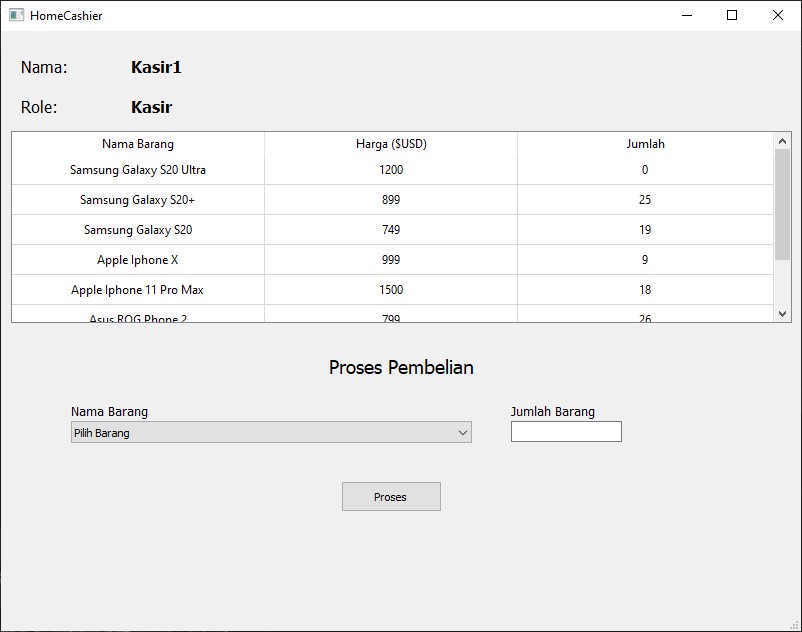 HomeCashier
Nama: Kasir1
Role: Kasir
Nama Barang Harga ($USD) Jumlah
Samsung Galaxy S20 Ultra 1200 0
Samsung Galaxy S20+ 899 25
Samsung Galaxy S20 749 19
Apple Iphone X 999 9
Apple Iphone 11 Pro Max 1500 18
Asus ROG Phone 2 799 26
Proses Pembelian
Nama Barang Jumlah Barang
Pilih Barang
Proses